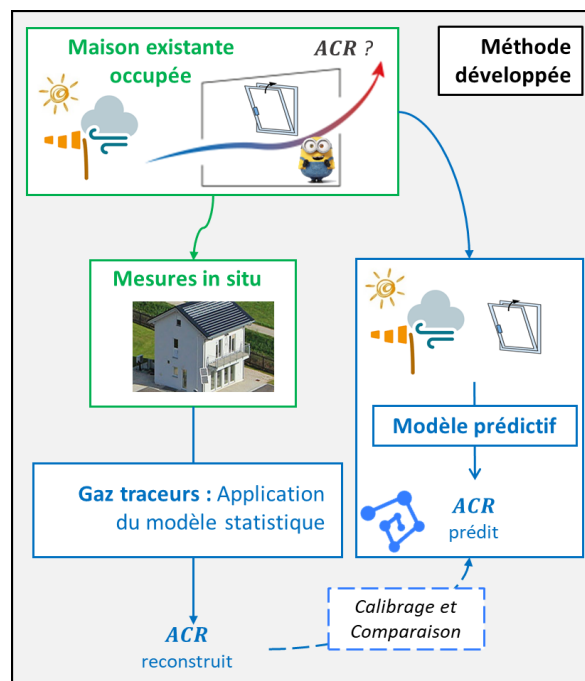 Maison existante
occupée
ACR ?
Méthode
développée
Mesures in situ
Modèle prédictif
Gaz traceurs : Application
du modèle statistique
ACR
prédit
Calibrage et
Comparaison
ACR
reconstruit